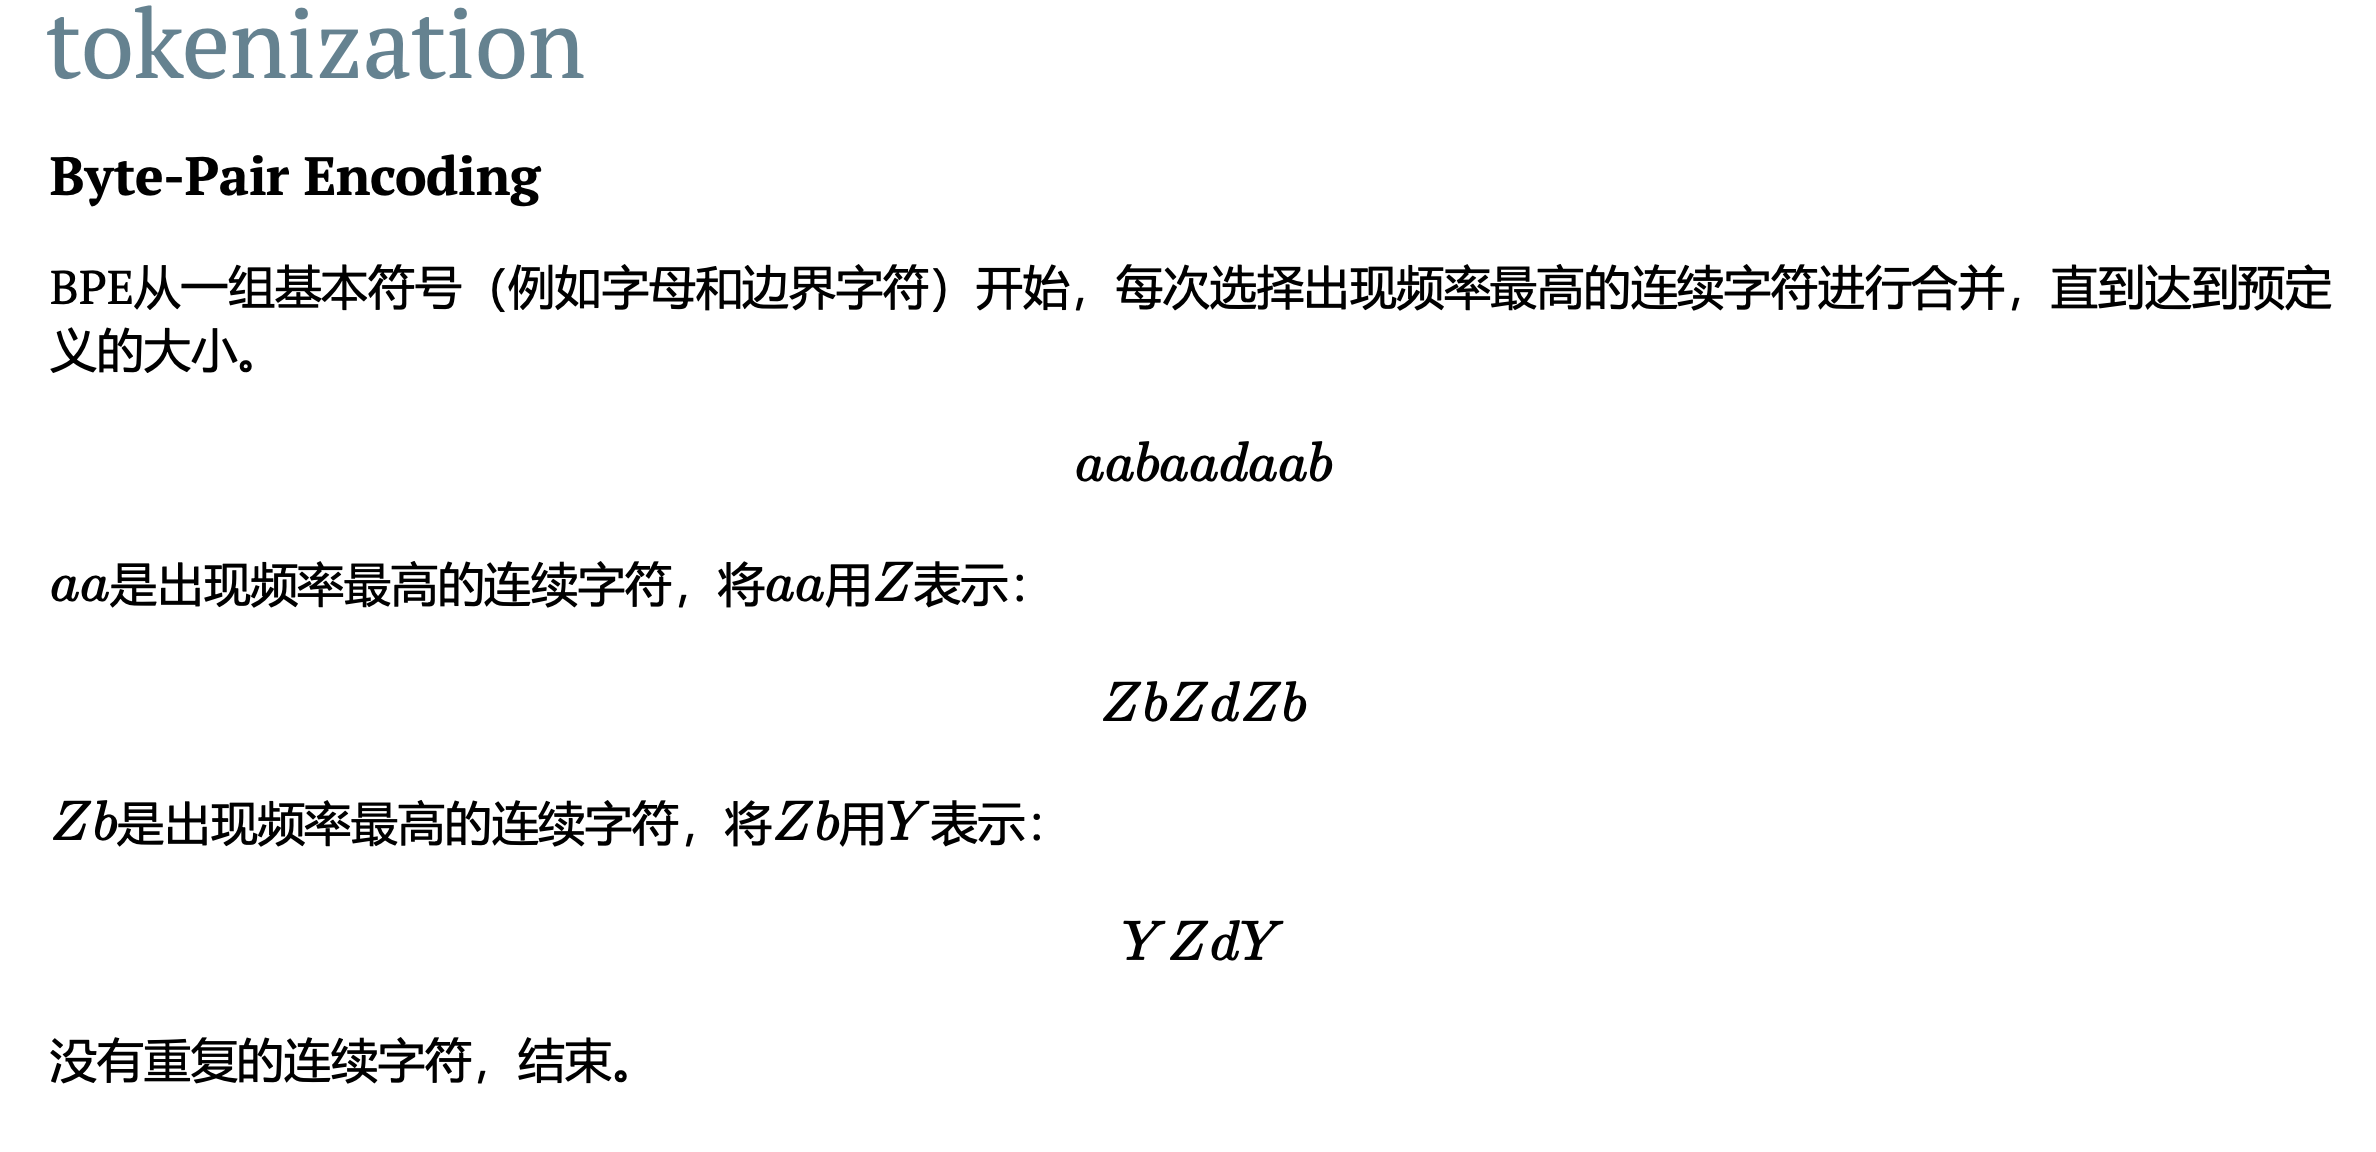 tokenization
Byte-Pair Encoding
BPE从一组基本符号（例如字母和边界字符）开始，每次选择出现频率最高的连续字符进行合并，直到达到预定
义的大小。
aabaadaab
aa是出现频率最高的连续字符，将aa用Z表示：
ZbZdZb
Zb是出现频率最高的连续字符，将Zb用Y表示：
YZdY
没有重复的连续字符，结束。